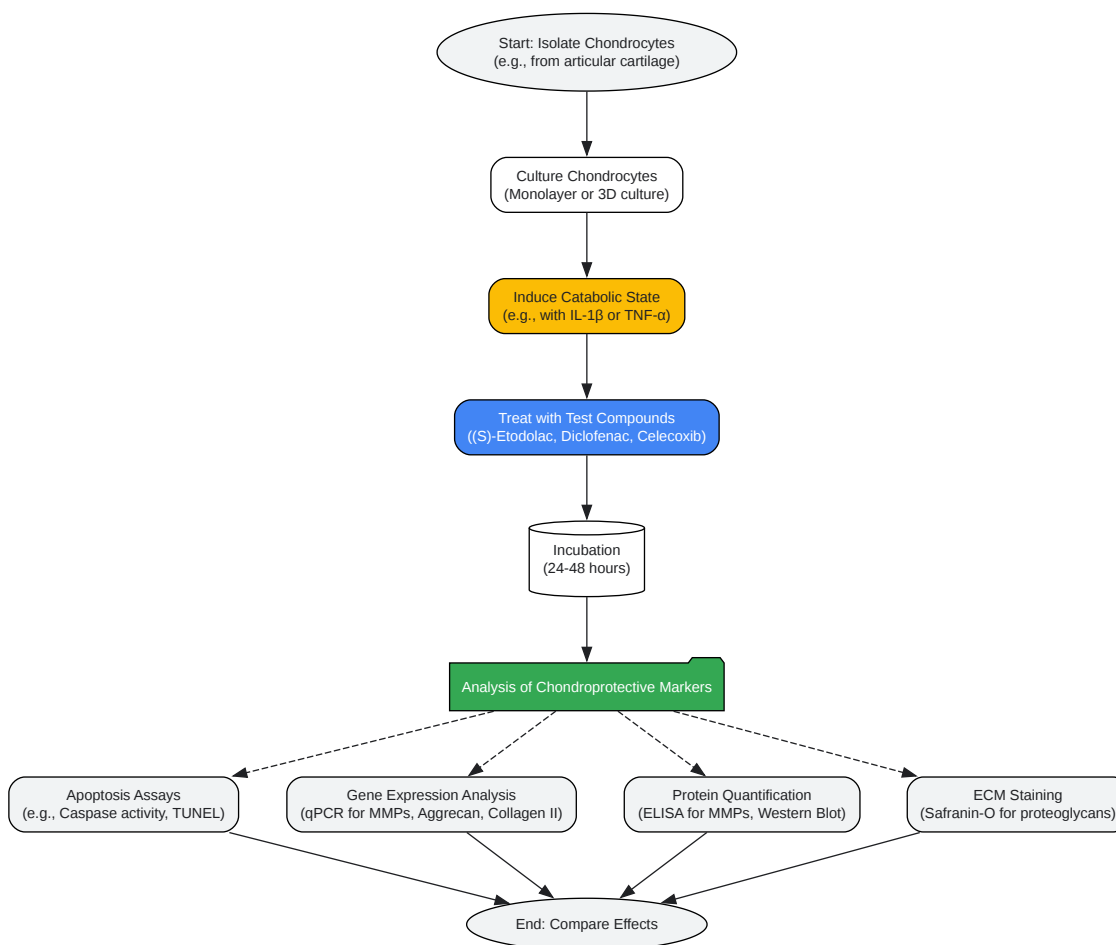 Start: Isolate Chondrocytes
(e.g., from articular cartilage)
Culture Chondrocytes
(Monolayer or 3D culture)
Induce Catabolic State
(e.g., with IL-1β or TNF-α)
Treat with Test Compounds
((S)-Etodolac, Diclofenac, Celecoxib)
Incubation
(24-48 hours)
Analysis of Chondroprotective Markers
Apoptosis Assays
(e.g., Caspase activity, TUNEL)
Gene Expression Analysis
(qPCR for MMPs, Aggrecan, Collagen II)
Protein Quantification
(ELISA for MMPs, Western Blot)
ECM Staining
(Safranin-O for proteoglycans)
End: Compare Effects